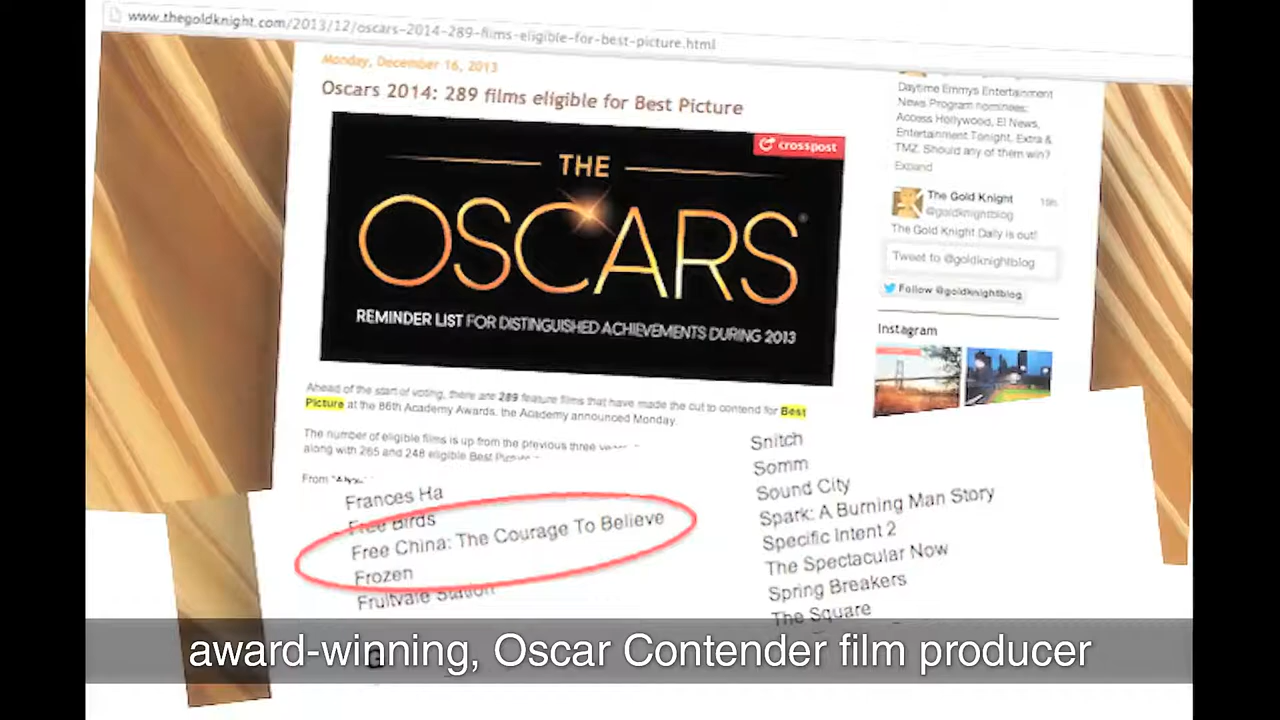 www.thegoldknight.com/2013/12/oscars-2014-289-films-eligible-for-best-picture.html
Monday, December 16, 2013
Oscars 2014: 289 films eligible for Best Picture
crosspost
THE
OSCARS®
REMINDER LIST FOR DISTINGUISHED ACHIEVEMENTS DURING 2013
Ahead of the start of voting, there are 289 feature films that have made the cut to contend for Best
Picture at the 86th Academy Awards, the Academy announced Monday.
The number of eligible films is up from the previous three
along with 265 and 248 eligible Best
From
Frances Ha
Free Birds
Free China: The Courage To Believe
Frozen
Fruitvale Station
Snitch
Somm
Sound City
Spark: A Burning Man Story
Specific Intent 2
The Spectacular Now
Spring Breakers
The Square
Daytime Emmys Entertainment
News Program nominees:
Access Hollywood, E! News,
Entertainment Tonight, Extra &
TMZ. Should any of them win?
Expand
The Gold Knight
@goldknightblog
The Gold Knight Daily is out!
Tweet to @goldknightblog
Follow @goldknightblog
Instagram
award-winning, Oscar Contender film producer